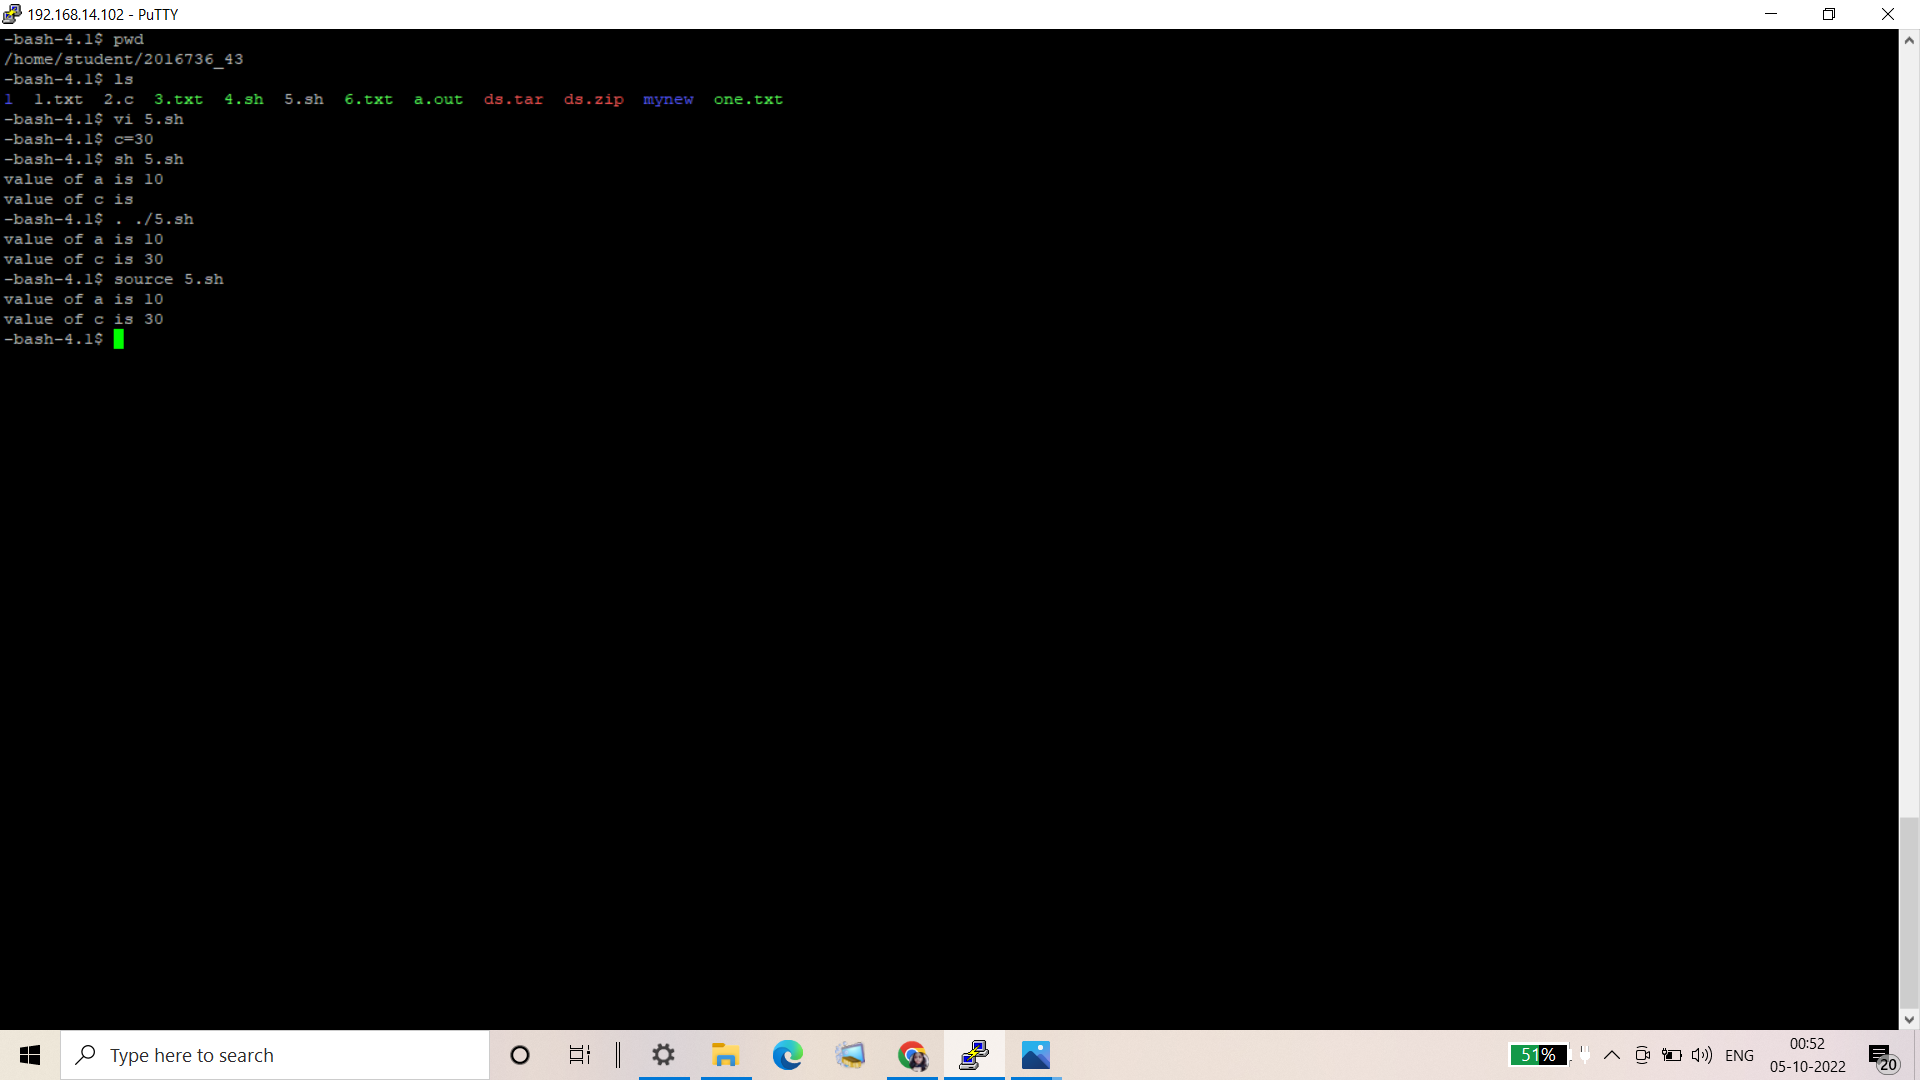 192.168.14.102 - PuTTY
-bash-4.1$ pwd
/home/student/2016736_43
-bash-4.1$ ls
1 1.txt 2.c 3.txt 4.sh 5.sh 6.txt a.out ds.tar ds.zip mynew one.txt
-bash-4.1$ vi 5.sh
-bash-4.1$ c=30
-bash-4.1$ sh 5.sh
value of a is 10
value of c is
-bash-4.1$ . ./5.sh
value of a is 10
value of c is 30
-bash-4.1$ source 5.sh
value of a is 10
value of c is 30
-bash-4.1$
Type here to search
51%
ENG
00:52
05-10-2022
20